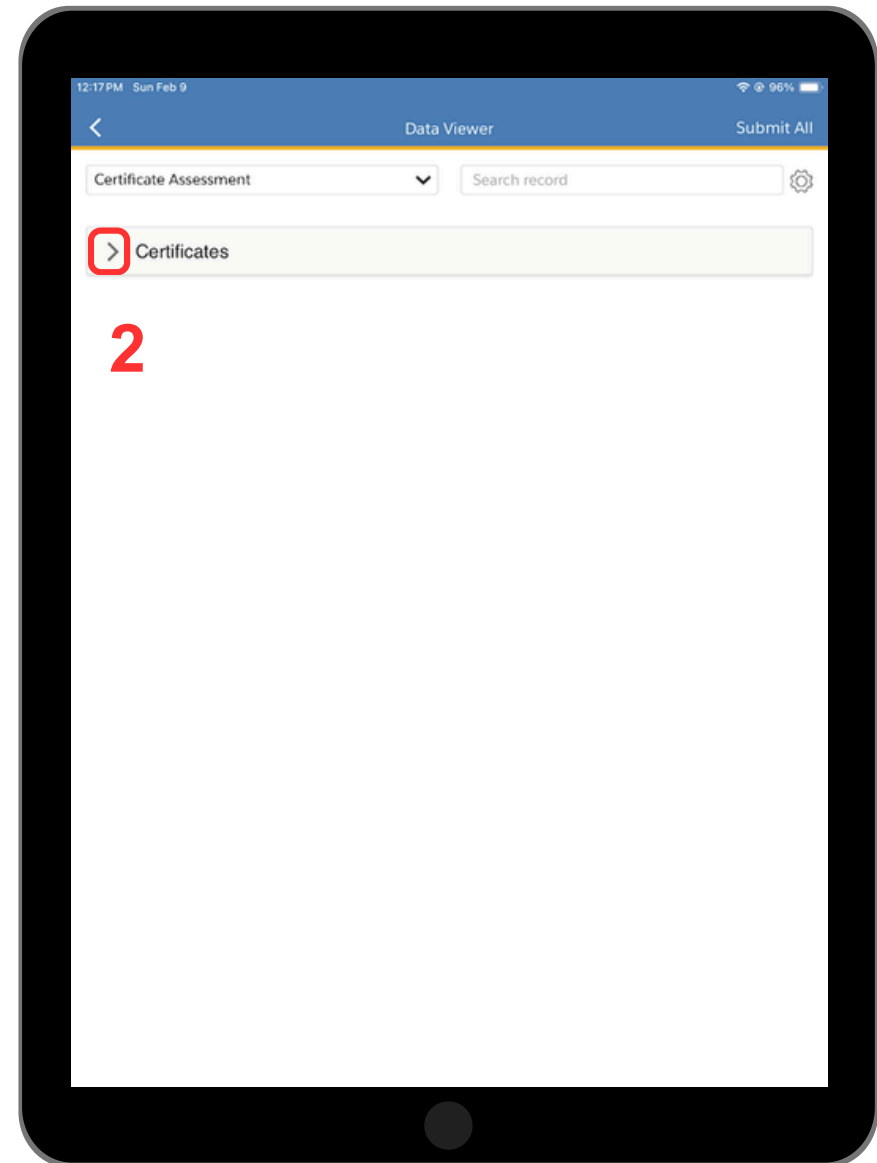 12:17 PM Sun Feb 9 96%
Data Viewer Submit All
Certificate Assessment Search record
Certificates
2